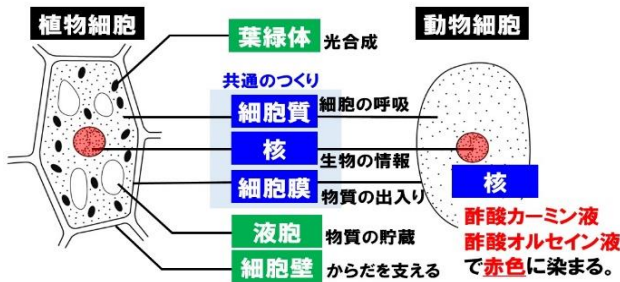 植物細胞
動物細胞
葉緑体 光合成
共通のつくり
細胞質 細胞の呼吸
核 生物の情報
細胞膜 物質の出入り
核
液胞 物質の貯蔵
細胞壁 からだを支える
酢酸カーミン液
酢酸オルセイン液
で赤色に染まる。